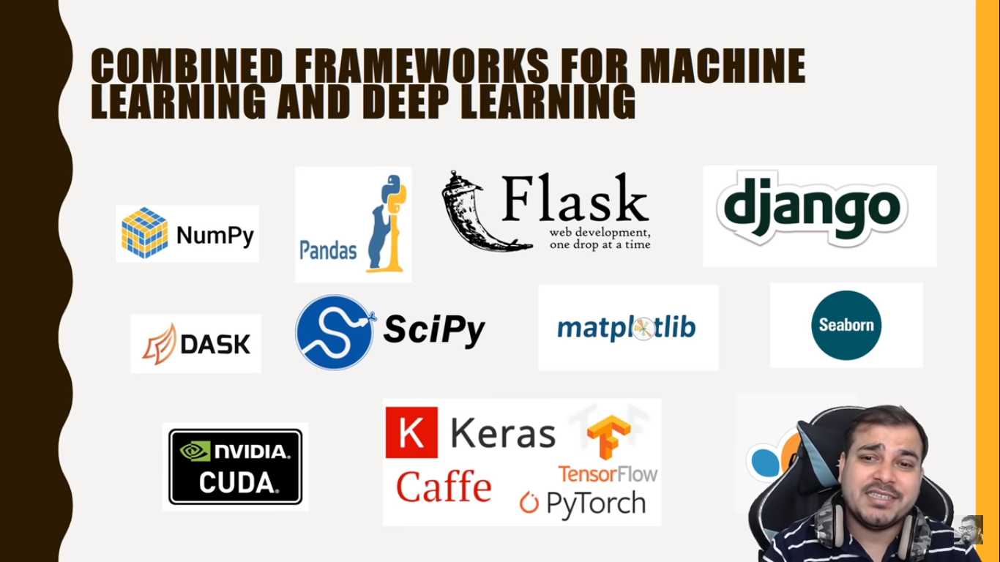 COMBINED FRAMEWORKS FOR MACHINE
LEARNING AND DEEP LEARNING
NumPy
Pandas
Flask
web development,
one drop at a time
django
DASK
SciPy
matplotlib
Seaborn
NVIDIA®
CUDA®
K Keras
TensorFlow
Caffe
PyTorch